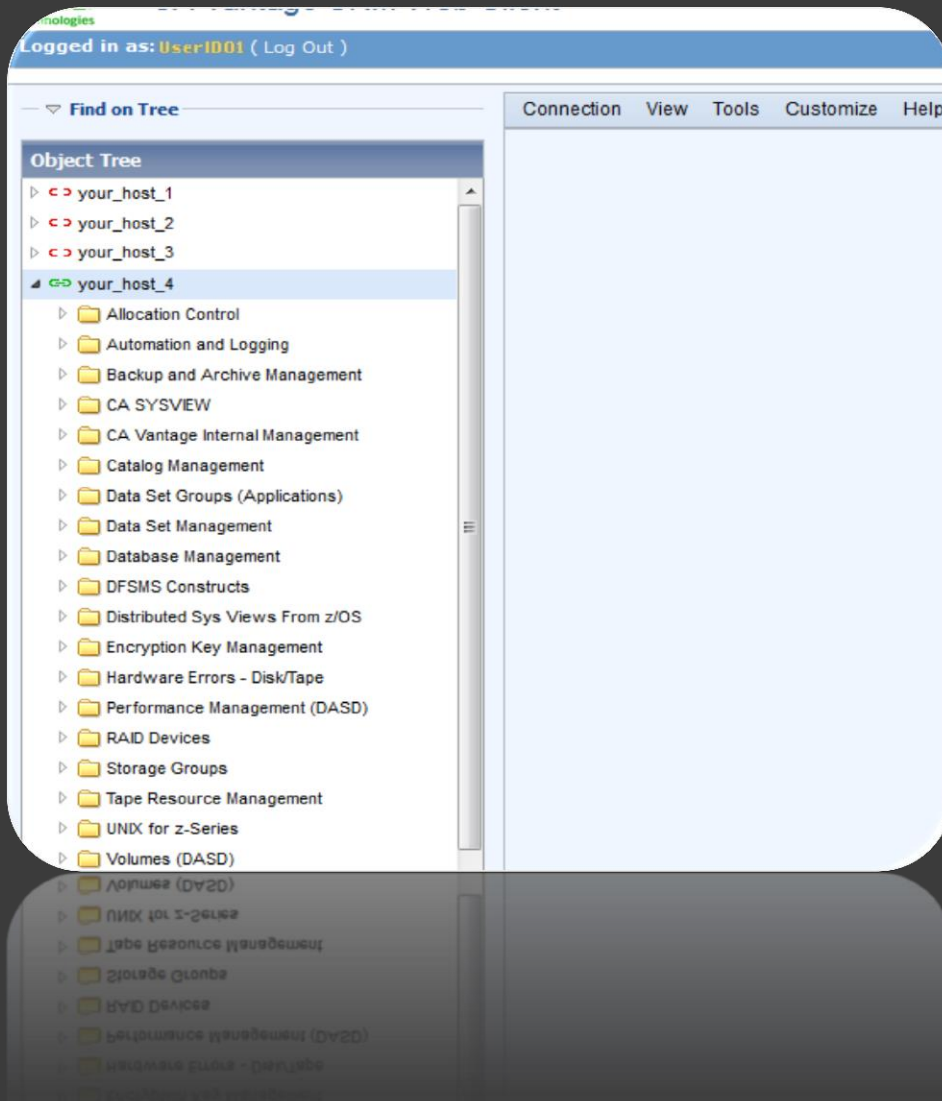 Logged in as: UserID01 ( Log Out )
Find on Tree
Connection View Tools Customize Help
Object Tree
your_host_1
your_host_2
your_host_3
your_host_4
Allocation Control
Automation and Logging
Backup and Archive Management
CA SYSVIEW
CA Vantage Internal Management
Catalog Management
Data Set Groups (Applications)
Data Set Management
Database Management
DFSMS Constructs
Distributed Sys Views From z/OS
Encryption Key Management
Hardware Errors - Disk/Tape
Performance Management (DASD)
RAID Devices
Storage Groups
Tape Resource Management
UNIX for z-Series
Volumes (DASD)